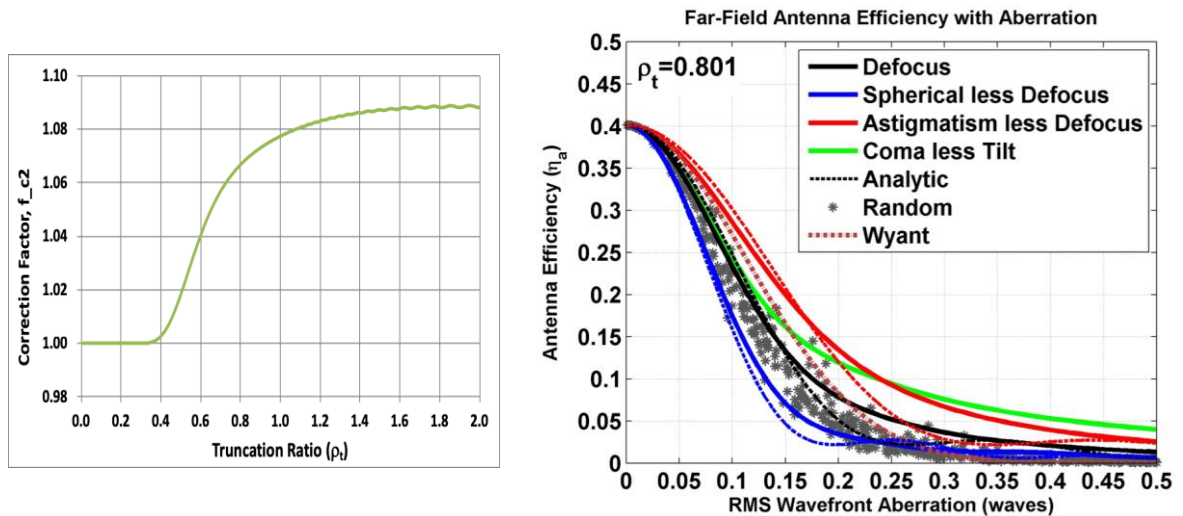 1.10
1.08
1.06
1.04
1.02
1.00
0.98
Correction Factor, f_c2
0.0 0.2 0.4 0.6 0.8 1.0 1.2 1.4 1.6 1.8 2.0
Truncation Ratio (ρt)
Far-Field Antenna Efficiency with Aberration
ρt=0.801
Defocus
Spherical less Defocus
Astigmatism less Defocus
Coma less Tilt
Analytic
Random
Wyant
0.5
0.45
0.4
0.35
0.3
0.25
0.2
0.15
0.1
0.05
0
Antenna Efficiency (ηa)
0 0.05 0.1 0.15 0.2 0.25 0.3 0.35 0.4 0.45 0.5
RMS Wavefront Aberration (waves)